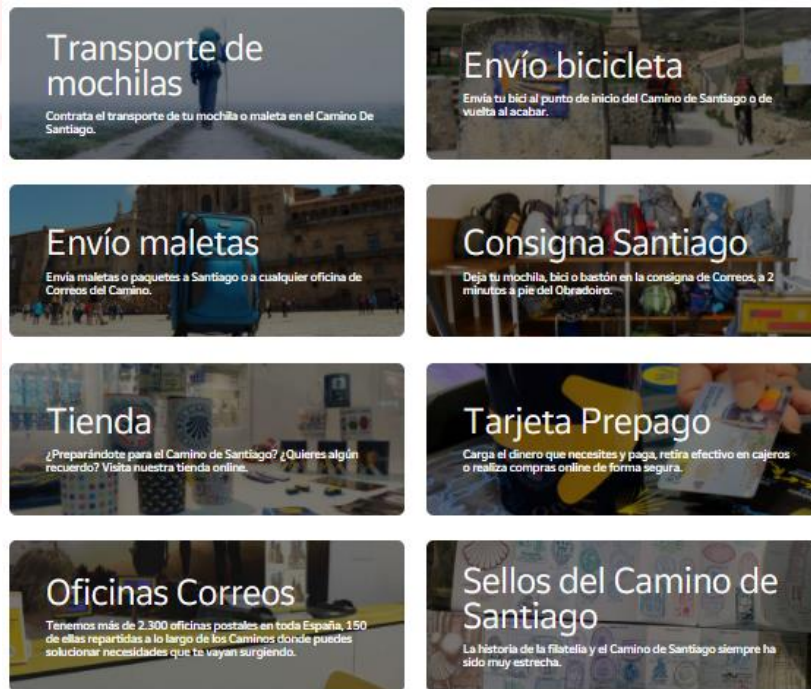 Transporte de
mochilas
Contrata el transporte de tu mochila o maleta en el Camino De
Santiago.
Envío bicicleta
Envía tu bici al punto de inicio del Camino de Santiago o de
vuelta al acabar.
Envío maletas
Envía maletas o paquetes a Santiago o a cualquier oficina de
Correos del Camino.
Consigna Santiago
Deja tu mochila, bici o bastón en la consigna de Correos, a 2
minutos a pie del Obradoiro.
Tienda
¿Preparándote para el Camino de Santiago? ¿Quieres algún
recuerdo? Visita nuestra tienda online.
Tarjeta Prepago
Carga el dinero que necesites y paga, retira efectivo en cajeros
o realiza compras online de forma segura.
Oficinas Correos
Tenemos más de 2.300 oficinas postales en toda España, 150
de ellas repartidas a lo largo de los Caminos donde puedes
solucionar necesidades que te vayan surgiendo.
Sellos del Camino de
Santiago
La historia de la filatelia y el Camino de Santiago siempre ha
sido muy estrecha.